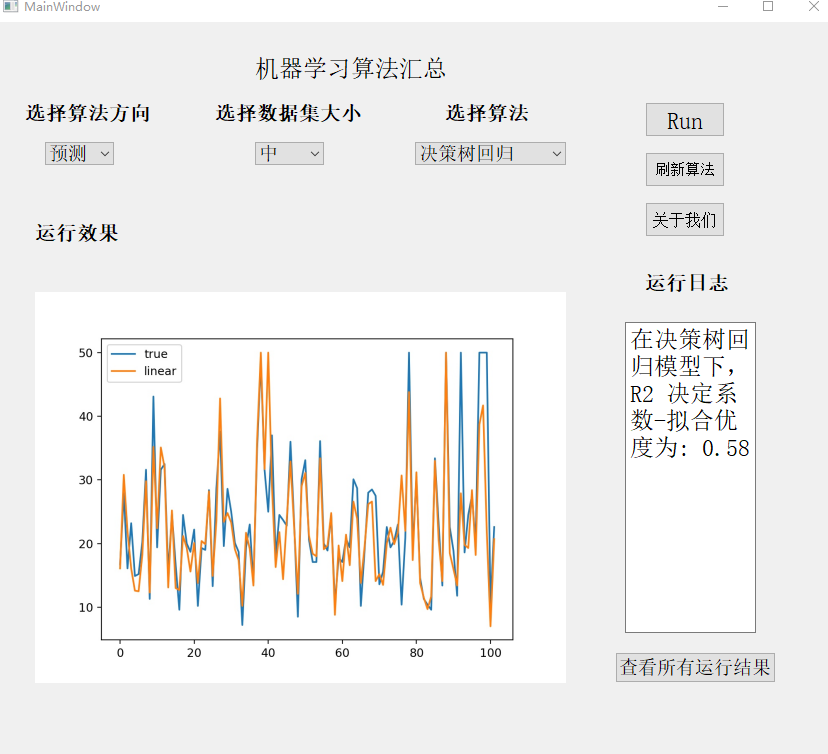 MainWindow
机器学习算法汇总
选择算法方向
选择数据集大小
选择算法
预测
中
决策树回归
Run
刷新算法
关于我们
运行效果
运行日志
true
linear
50
40
30
20
10
0
20
40
60
80
100
在决策树回
归模型下，
R2 决定系
数-拟合优
度为: 0.58
查看所有运行结果